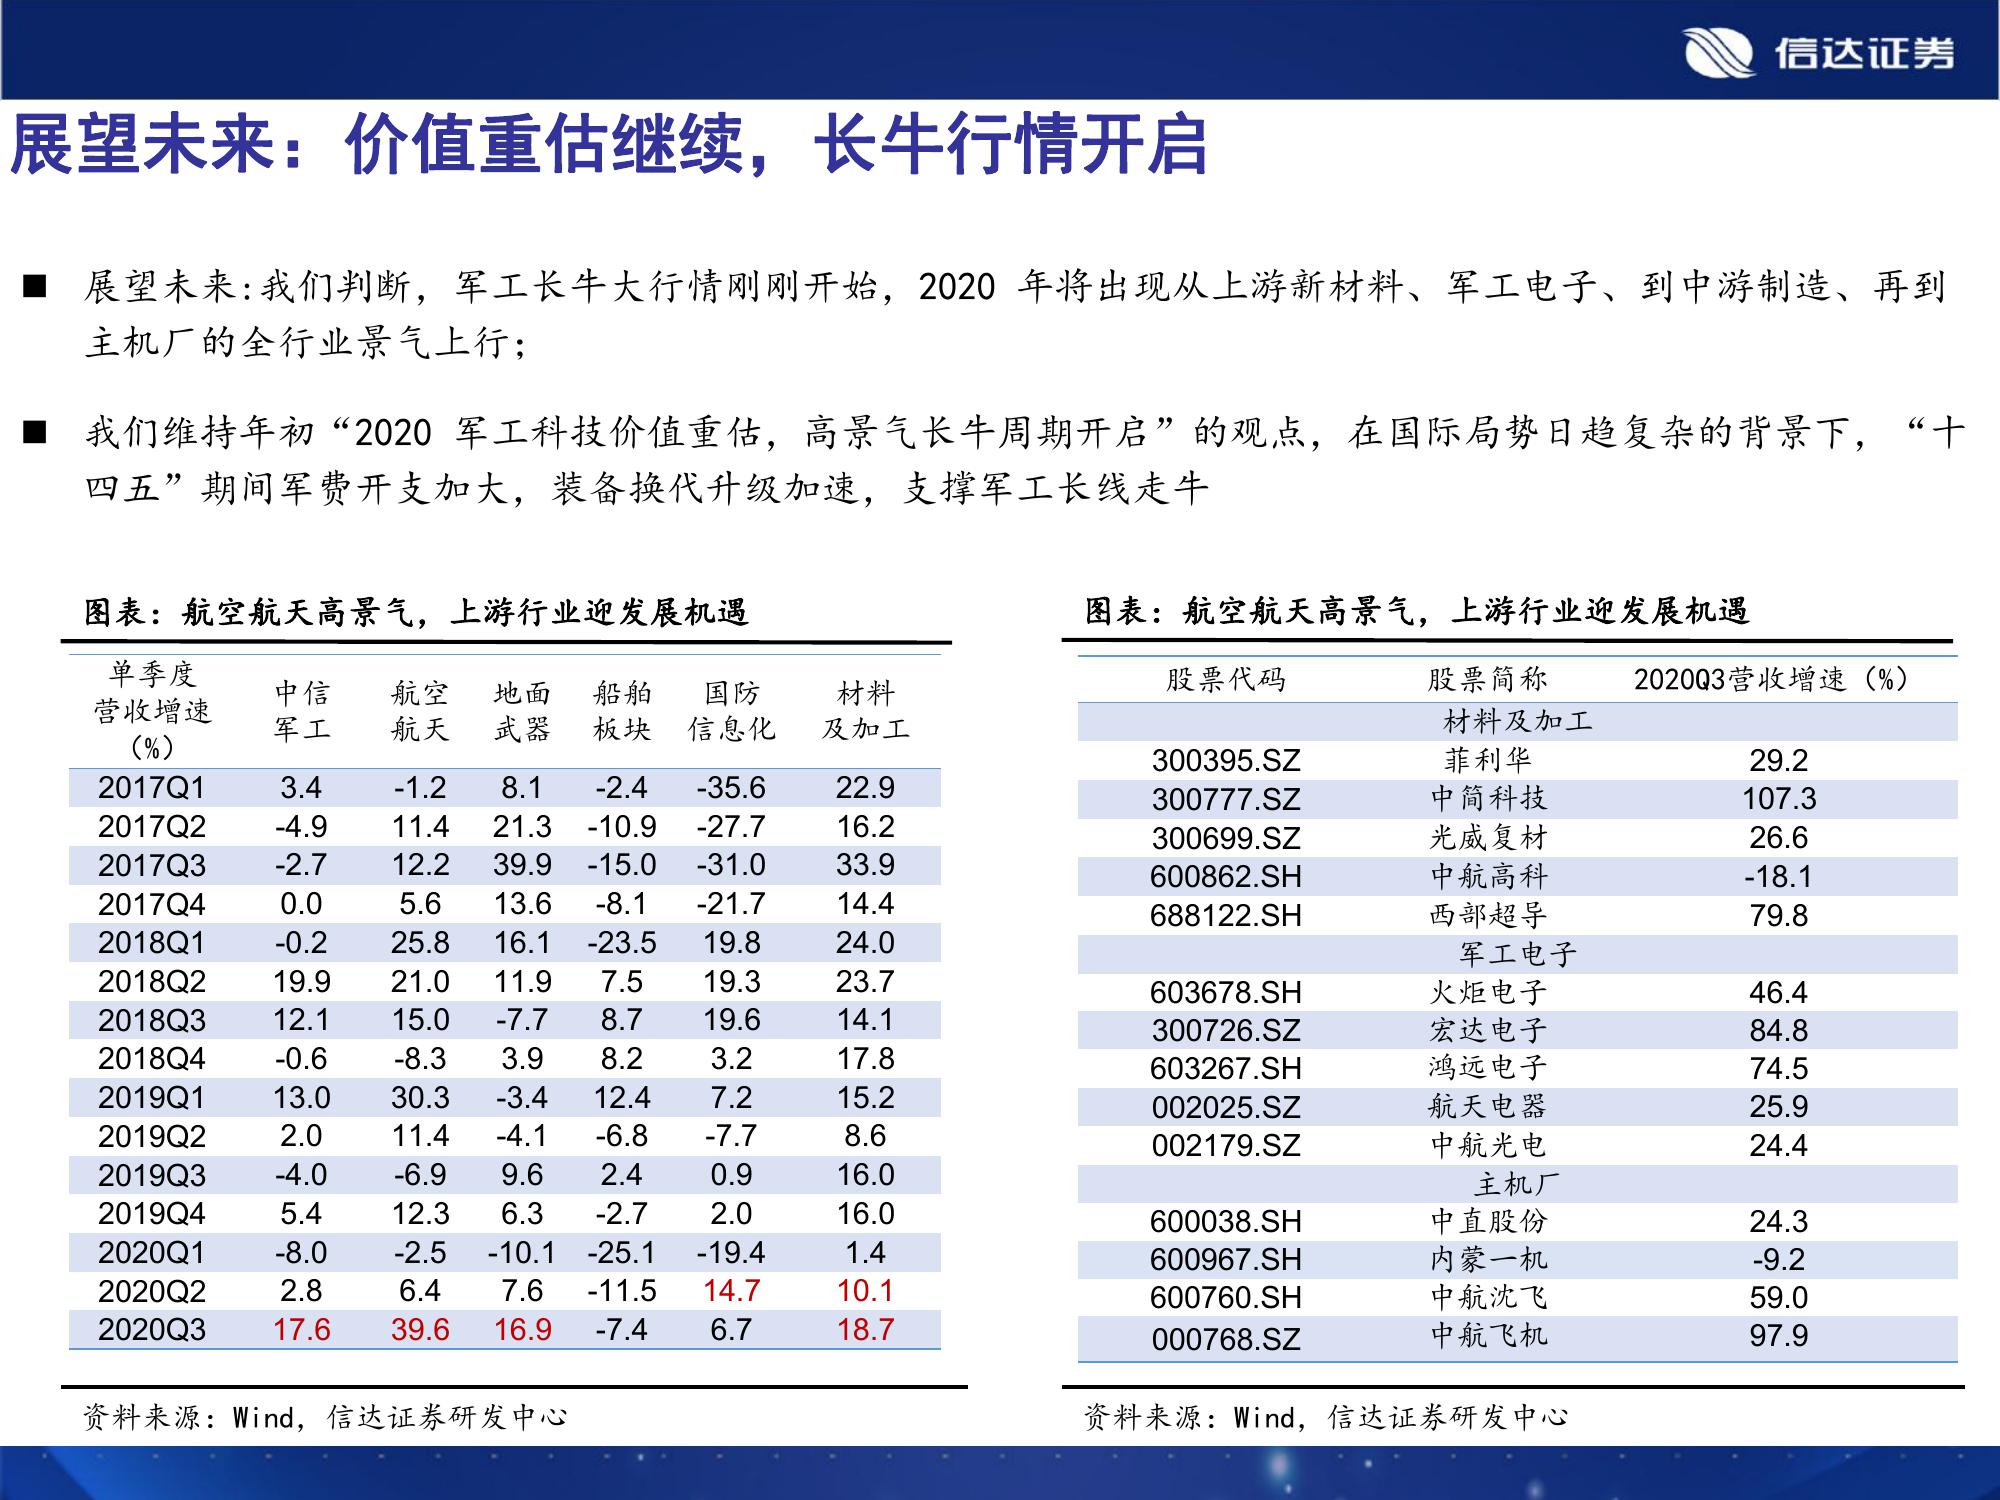 信达证券
展望未来：价值重估继续，长牛行情开启
■ 展望未来:我们判断，军工长牛大行情刚刚开始，2020 年将出现从上游新材料、军工电子、到中游制造、再到
主机厂的全行业景气上行；
■ 我们维持年初“2020 军工科技价值重估，高景气长牛周期开启”的观点，在国际局势日趋复杂的背景下，“十
四五”期间军费开支加大，装备换代升级加速，支撑军工长线走牛
图表：航空航天高景气，上游行业迎发展机遇
单季度营收增速（%） 中信军工 航空航天 地面武器 船舶板块 国防信息化 材料及加工
2017Q1 3.4 -1.2 8.1 -2.4 -35.6 22.9
2017Q2 -4.9 11.4 21.3 -10.9 -27.7 16.2
2017Q3 -2.7 12.2 39.9 -15.0 -31.0 33.9
2017Q4 0.0 5.6 13.6 -8.1 -21.7 14.4
2018Q1 -0.2 25.8 16.1 -23.5 19.8 24.0
2018Q2 19.9 21.0 11.9 7.5 19.3 23.7
2018Q3 12.1 15.0 -7.7 8.7 19.6 14.1
2018Q4 -0.6 -8.3 3.9 8.2 3.2 17.8
2019Q1 13.0 30.3 -3.4 12.4 7.2 15.2
2019Q2 2.0 11.4 -4.1 -6.8 -7.7 8.6
2019Q3 -4.0 -6.9 9.6 2.4 0.9 16.0
2019Q4 5.4 12.3 6.3 -2.7 2.0 16.0
2020Q1 -8.0 -2.5 -10.1 -25.1 -19.4 1.4
2020Q2 2.8 6.4 7.6 -11.5 14.7 10.1
2020Q3 17.6 39.6 16.9 -7.4 6.7 18.7
资料来源：Wind，信达证券研发中心
图表：航空航天高景气，上游行业迎发展机遇
股票代码 股票简称 2020Q3营收增速（%）
材料及加工
300395.SZ 菲利华 29.2
300777.SZ 中简科技 107.3
300699.SZ 光威复材 26.6
600862.SH 中航高科 -18.1
688122.SH 西部超导 79.8
军工电子
603678.SH 火炬电子 46.4
300726.SZ 宏达电子 84.8
603267.SH 鸿远电子 74.5
002025.SZ 航天电器 25.9
002179.SZ 中航光电 24.4
主机厂
600038.SH 中直股份 24.3
600967.SH 内蒙一机 -9.2
600760.SH 中航沈飞 59.0
000768.SZ 中航飞机 97.9
资料来源：Wind，信达证券研发中心